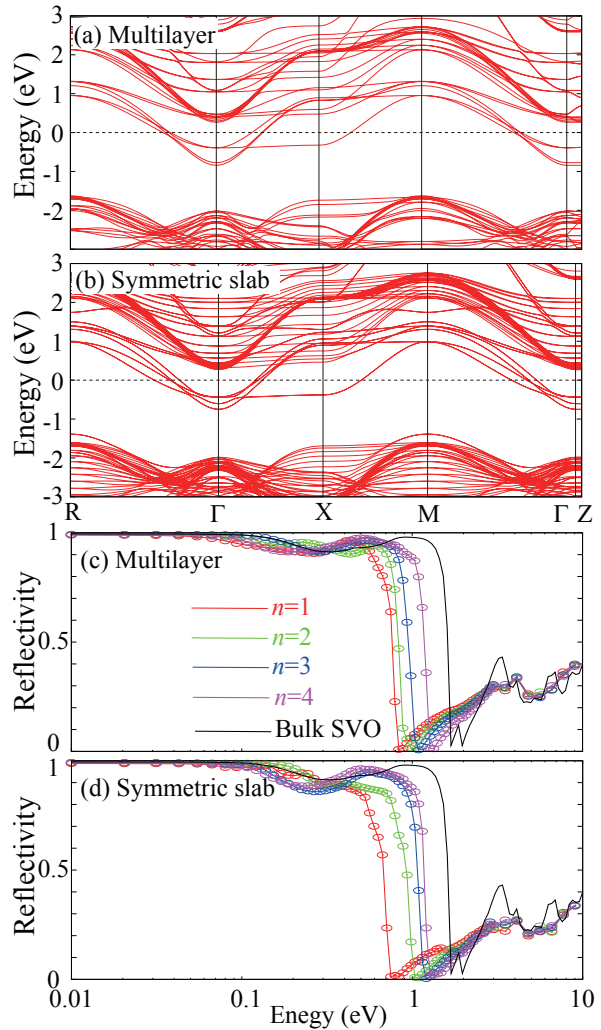 3
(a) Multilayer
2
1
0
-1
-2
Energy (eV)
3
(b) Symmetric slab
2
1
0
-1
-2
-3
Energy (eV)
R Γ X M Γ Z
1
(c) Multilayer
n=1
0.5
n=2
n=3
n=4
Bulk SVO
0
Reflectivity
1
(d) Symmetric slab
0.5
0
Reflectivity
0.01 0.1 1 10
Enegy (eV)